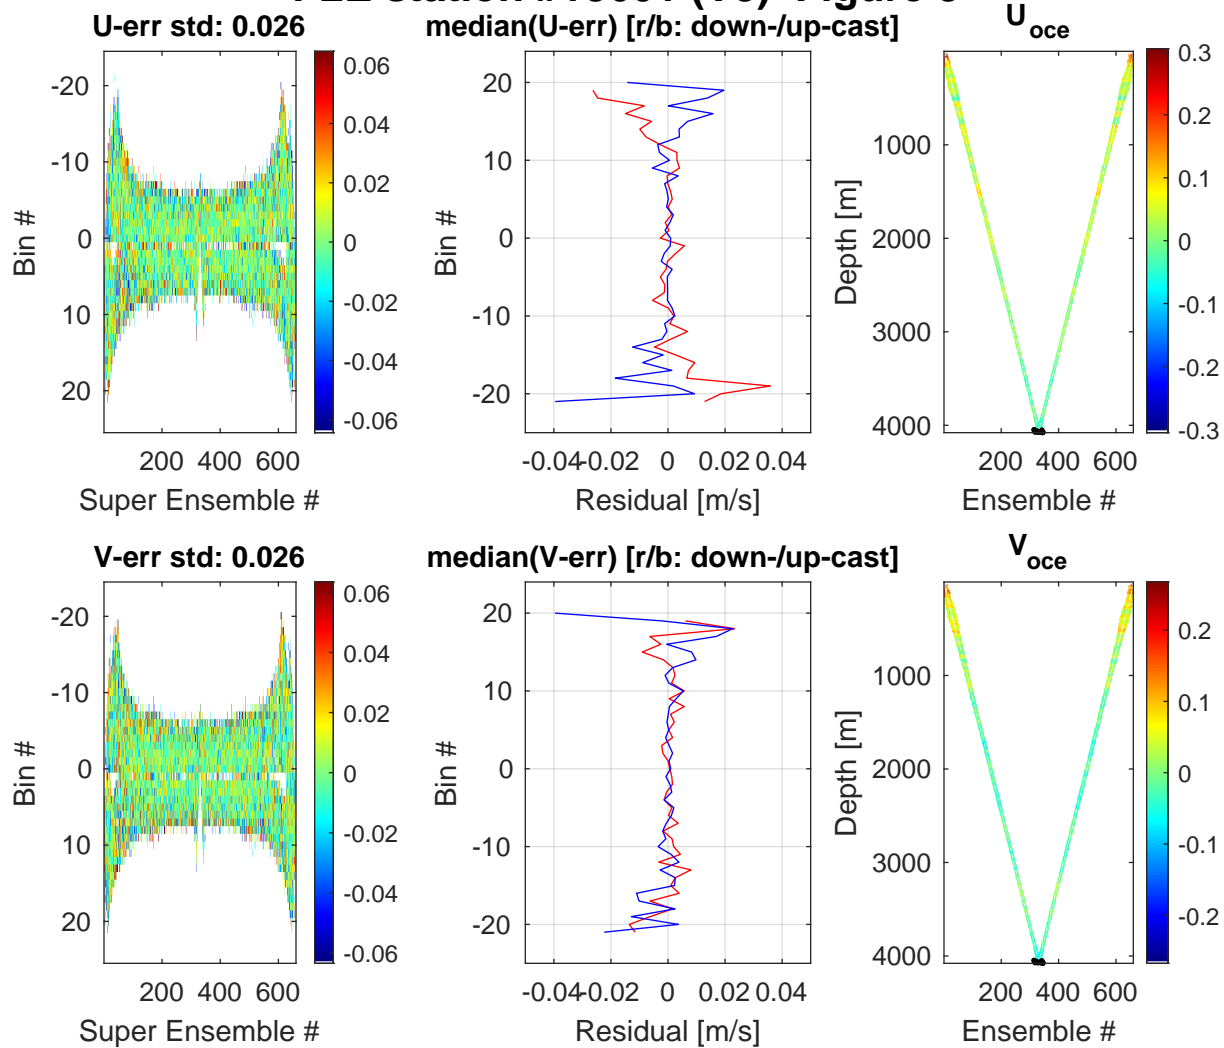 U-err std: 0.026
median(U-err) [r/b: down-/up-cast]
U oce
-20
-10
0
10
20
Bin #
200 400 600
Super Ensemble #
0.06
0.04
0.02
0
-0.02
-0.04
-0.06
20
10
0
-10
-20
Bin #
-0.04 -0.02 0 0.02 0.04
Residual [m/s]
1000
2000
3000
4000
Depth [m]
200 400 600
Ensemble #
0.3
0.2
0.1
0
-0.1
-0.2
-0.3
V-err std: 0.026
median(V-err) [r/b: down-/up-cast]
V oce
-20
-10
0
10
20
Bin #
200 400 600
Super Ensemble #
0.06
0.04
0.02
0
-0.02
-0.04
-0.06
20
10
0
-10
-20
Bin #
-0.04 -0.02 0 0.02 0.04
Residual [m/s]
1000
2000
3000
4000
Depth [m]
200 400 600
Ensemble #
0.2
0.1
0
-0.1
-0.2